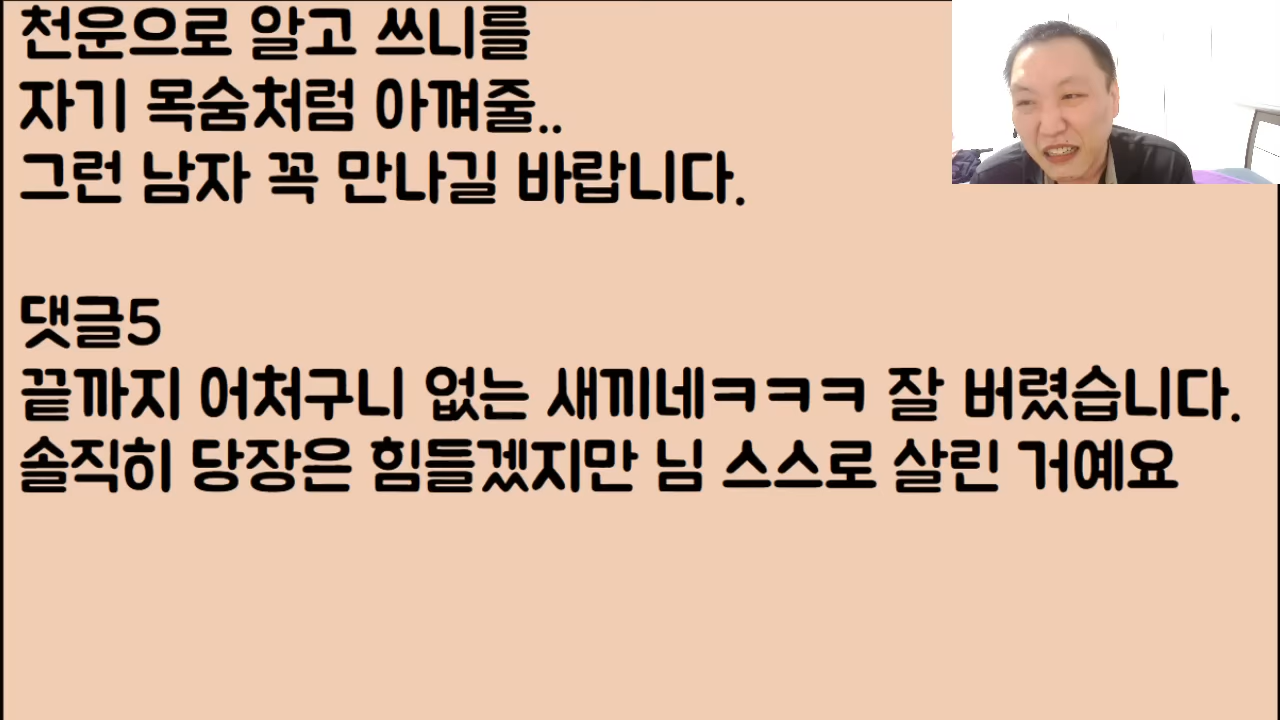 천운으로 알고 쓰니를
자기 목숨처럼 아껴줄..
그런 남자 꼭 만나길 바랍니다.
댓글5
끝까지 어처구니 없는 새끼네ㅋㅋㅋ 잘 버렸습니다.
솔직히 당장은 힘들겠지만 님 스스로 살린 거예요